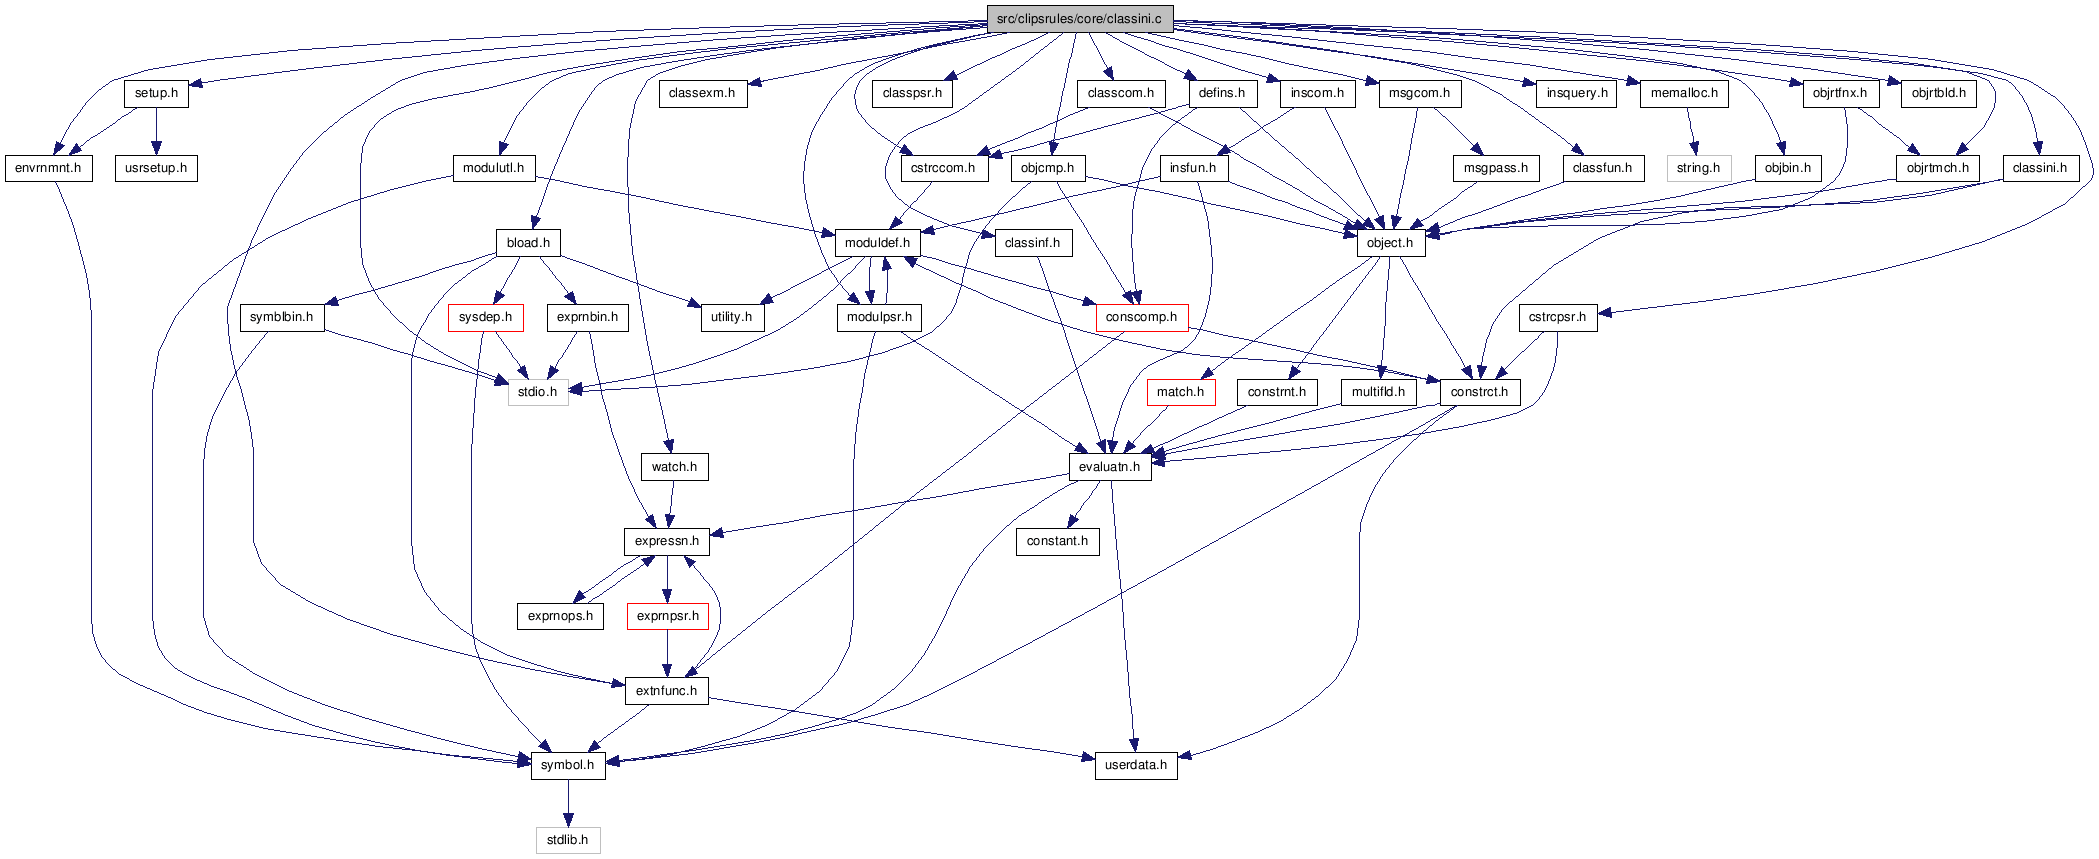 src/clipsrules/core/classini.c
setup.h
classexm.h
classpsr.h
classcom.h
defins.h
inscom.h
msgcom.h
insquery.h
memalloc.h
objrtfnx.h
objrtbld.h
envrnmnt.h
usrsetup.h
modulutl.h
cstrccom.h
objcmp.h
insfun.h
msgpass.h
classfun.h
string.h
objbin.h
objrtmch.h
classini.h
bload.h
moduldef.h
classinf.h
object.h
symblbin.h
sysdep.h
exprnbin.h
utility.h
modulpsr.h
conscomp.h
cstrcpsr.h
stdio.h
match.h
constrnt.h
multifld.h
constrct.h
watch.h
evaluatn.h
expressn.h
constant.h
exprnops.h
exprnpsr.h
extnfunc.h
symbol.h
userdata.h
stdlib.h